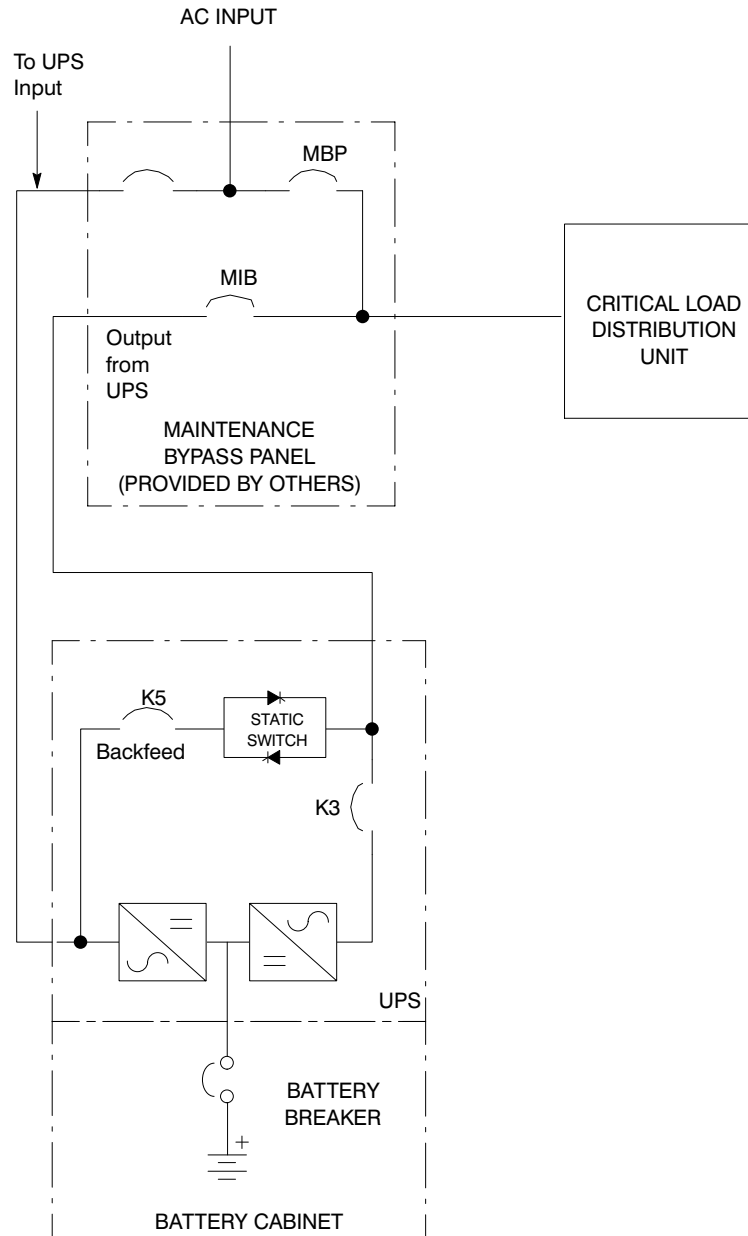 AC INPUT
To UPS
Input
MBP
MIB
Output
from
UPS
CRITICAL LOAD
DISTRIBUTION
UNIT
MAINTENANCE
BYPASS PANEL
(PROVIDED BY OTHERS)
K5
Backfeed
STATIC
SWITCH
K3
UPS
BATTERY
BREAKER
+
BATTERY CABINET